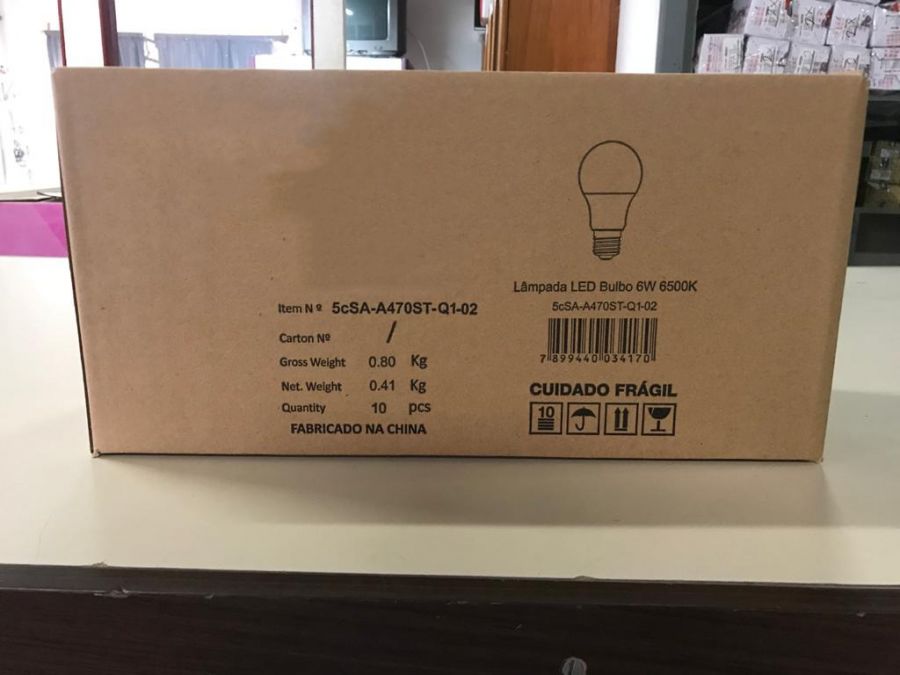 Item Nº 5cSA-A470ST-Q1-02
Carton Nº /
Gross Weight 0.80 Kg
Net. Weight 0.41 Kg
Quantity 10 pcs
FABRICADO NA CHINA
Lâmpada LED Bulbo 6W 6500K
5cSA-A470ST-Q1-02
7 899440 034170
CUIDADO FRÁGIL
10